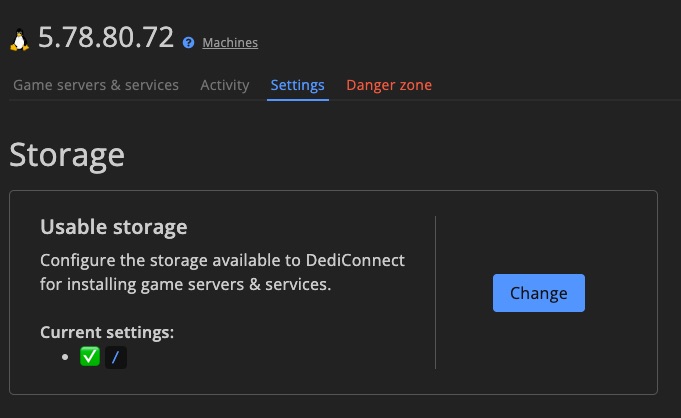 5.78.80.72 ? Machines
Game servers & services Activity Settings Danger zone
Storage
Usable storage
Configure the storage available to DediConnect
for installing game servers & services.
Change
Current settings:
• ✅ /